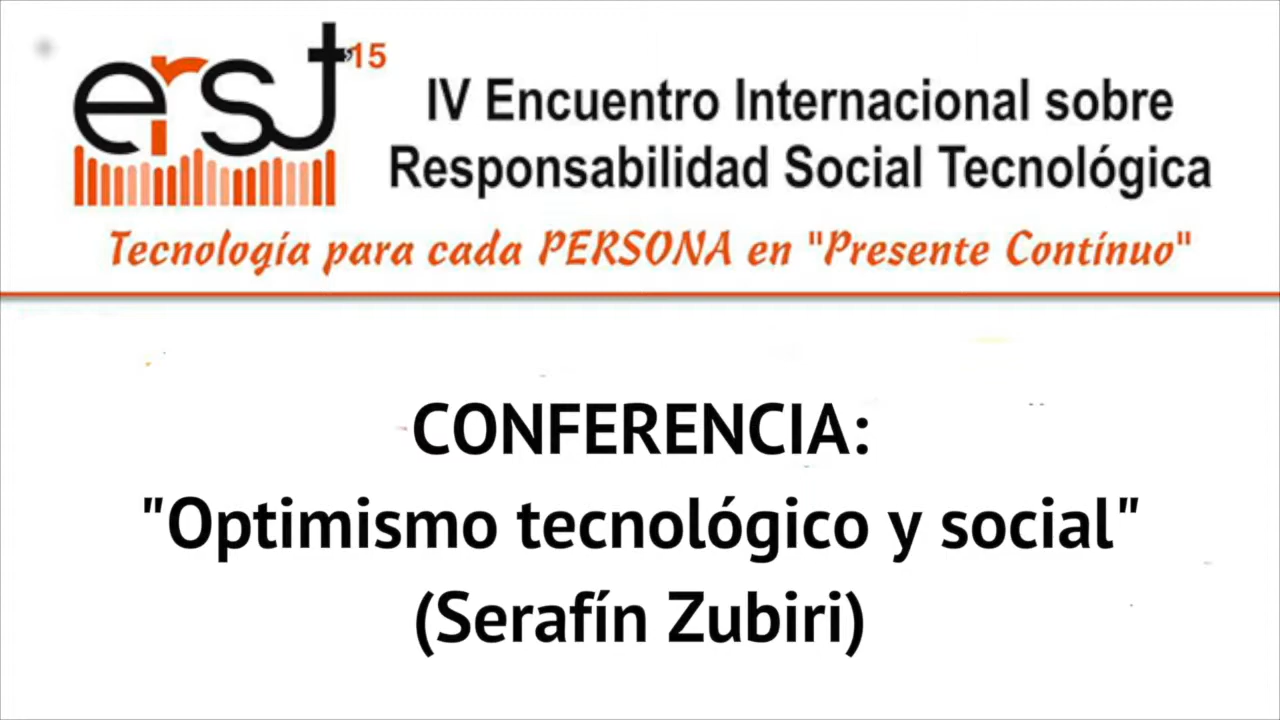 erst'15
IV Encuentro Internacional sobre
Responsabilidad Social Tecnológica
Tecnología para cada PERSONA en "Presente Contínuo"
CONFERENCIA:
"Optimismo tecnológico y social"
(Serafín Zubiri)